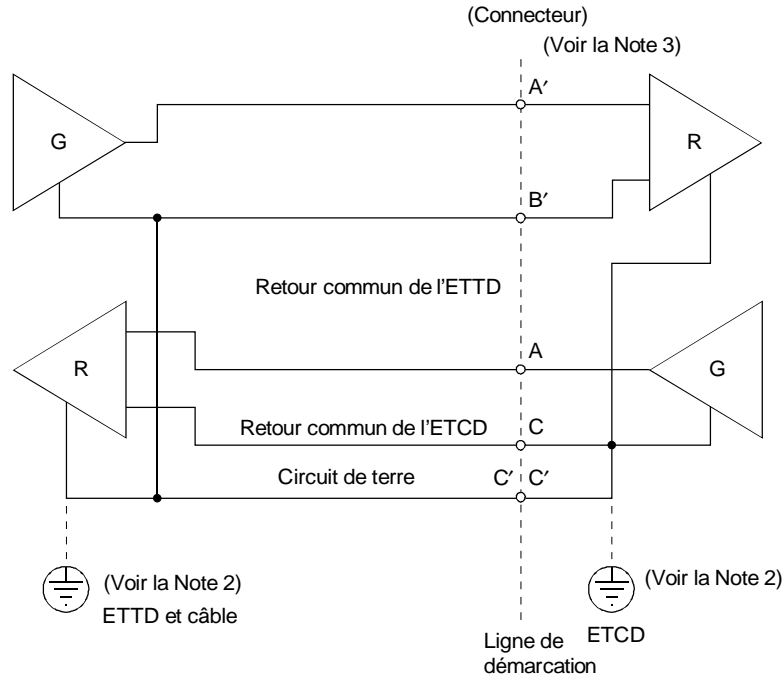 (Connecteur)
(Voir la Note 3)
A′
G
R
B′
Retour commun de l'ETTD
A
R
G
Retour commun de l'ETCD
C
Circuit de terre
C′
C′
(Voir la Note 2)
(Voir la Note 2)
ETTD et câble
ETCD
Ligne de
démarcation